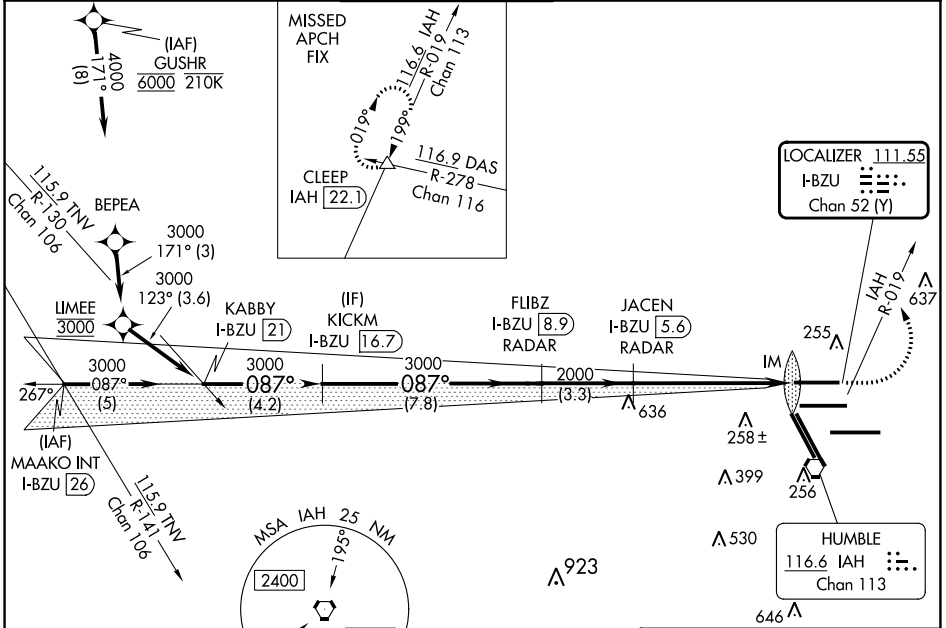 MISSED
APCH
FIX
116.6 IAH
R-019
Chan 113
019°
199°
116.9 DAS
R-278
Chan 116
CLEEP
IAH 22.1
(IAF)
GUSHR
6000 210K
4000
171°
(8)
LOCALIZER 111.55
I-BZU
Chan 52 (Y)
115.9 TNV
R-130
Chan 106
BEPEA
3000
171° (3)
3000
123° (3.6)
LIMEE
3000
KABBY
I-BZU 21
(IF)
KICKM
I-BZU 16.7
FLIBZ
I-BZU 8.9
RADAR
JACEN
I-BZU 5.6
RADAR
IAH
R-019
637
255
IM
267°
3000
087°
(5)
3000
087°
(4.2)
3000
087°
(7.8)
2000
(3.3)
636
258 ±
(IAF)
MAAKO INT
I-BZU 26
115.9 TNV
R-141
Chan 106
399
256
MSA IAH 25 NM
195°
2400
923
530
HUMBLE
116.6 IAH
Chan 113
646